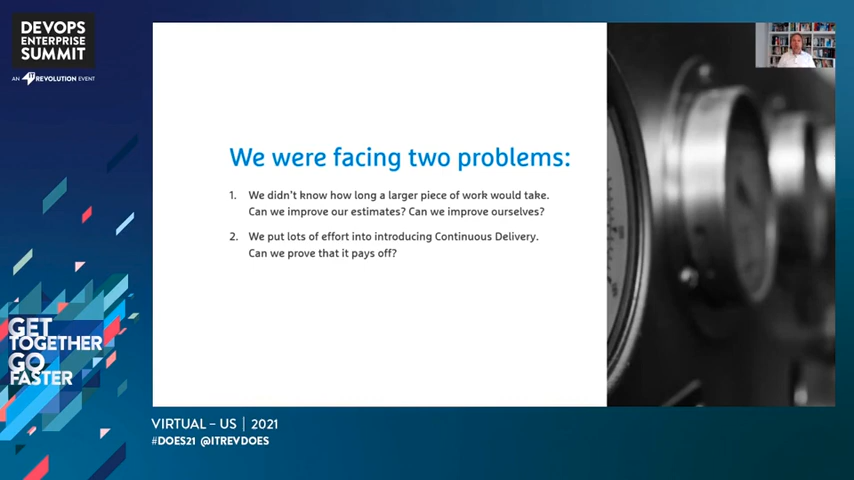 DEVOPS
ENTERPRISE
SUMMIT
AN IT REVOLUTION EVENT
We were facing two problems:
1. We didn't know how long a larger piece of work would take.
Can we improve our estimates? Can we improve ourselves?
2. We put lots of effort into introducing Continuous Delivery.
Can we prove that it pays off?
GET
TOGETHER
GO
FASTER
VIRTUAL – US | 2021
#DOES21 @ITREVDOES